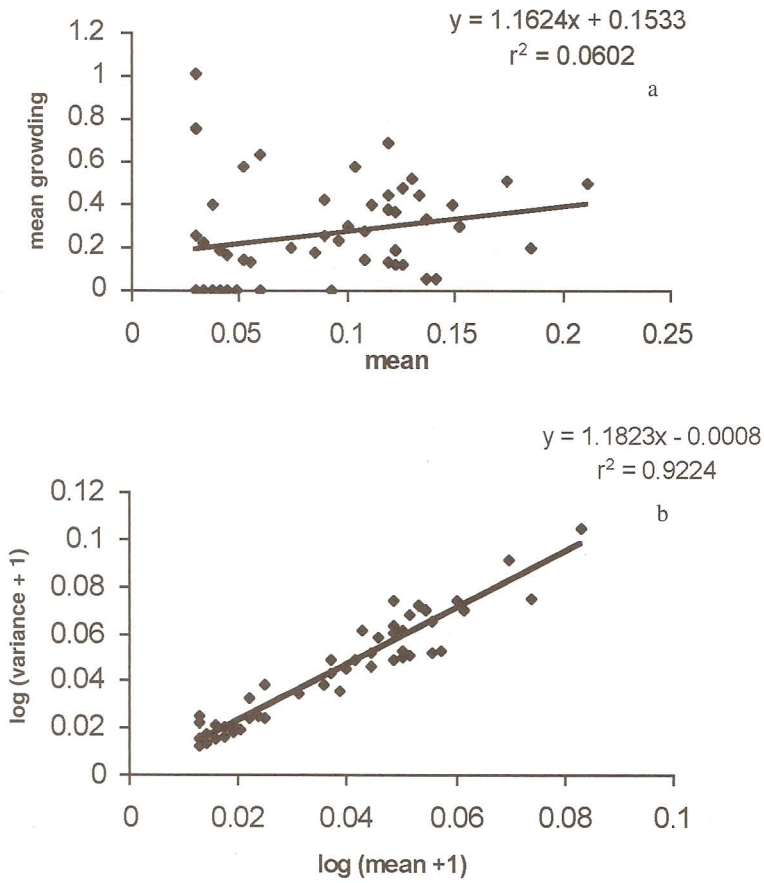 y = 1.1624x + 0.1533
r² = 0.0602
a
1.2
1
0.8
0.6
0.4
0.2
0
mean growding
0 0.05 0.1 0.15 0.2 0.25
mean
y = 1.1823x - 0.0008
r² = 0.9224
b
0.12
0.1
0.08
0.06
0.04
0.02
0
log (variance + 1)
0 0.02 0.04 0.06 0.08 0.1
log (mean +1)